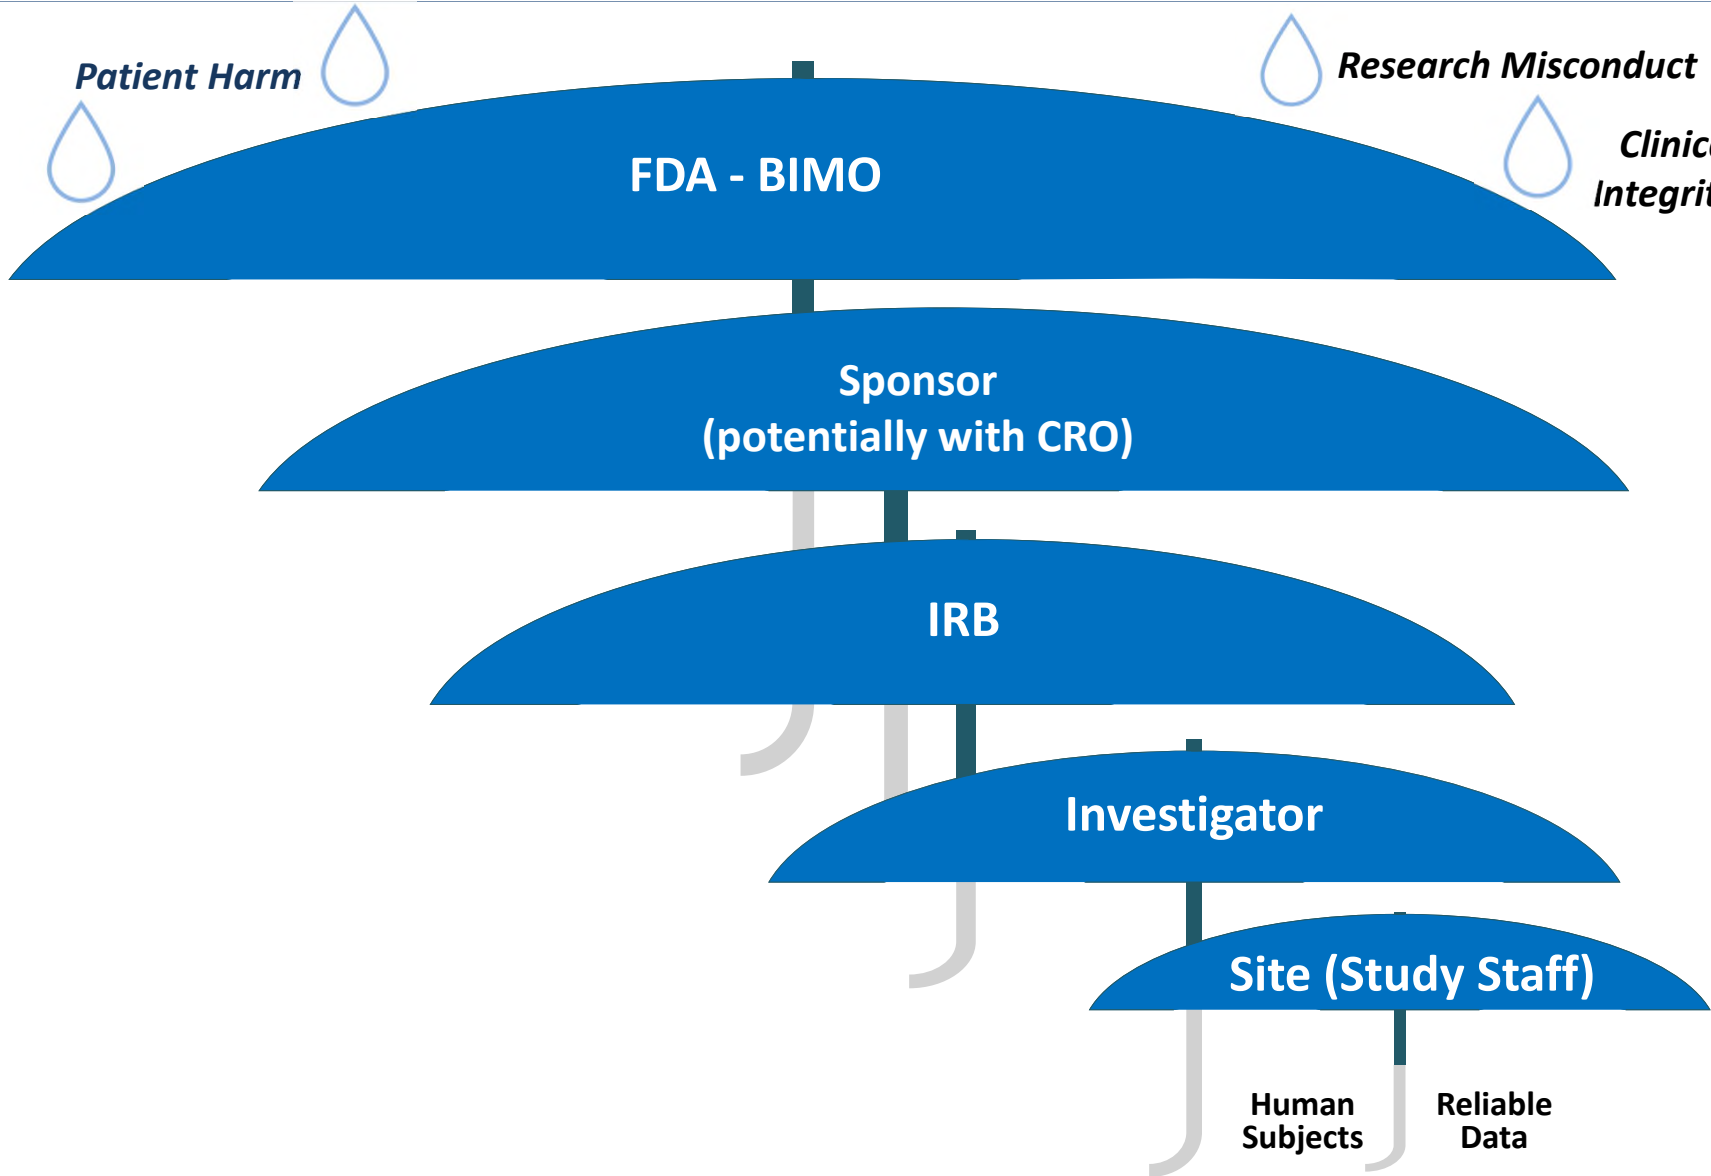 Patient Harm
Research Misconduct
FDA - BIMO
Sponsor
(potentially with CRO)
IRB
Investigator
Site (Study Staff)
Human
Subjects
Reliable
Data